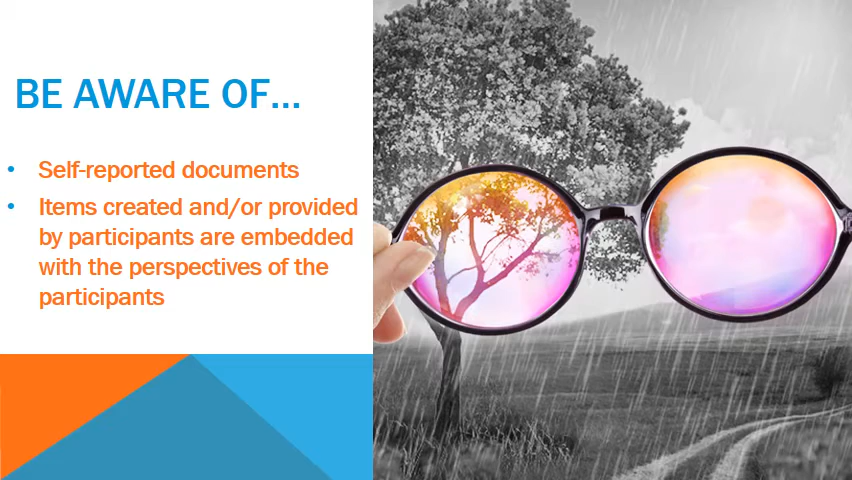 BE AWARE OF...
• Self-reported documents
• Items created and/or provided
by participants are embedded
with the perspectives of the
participants